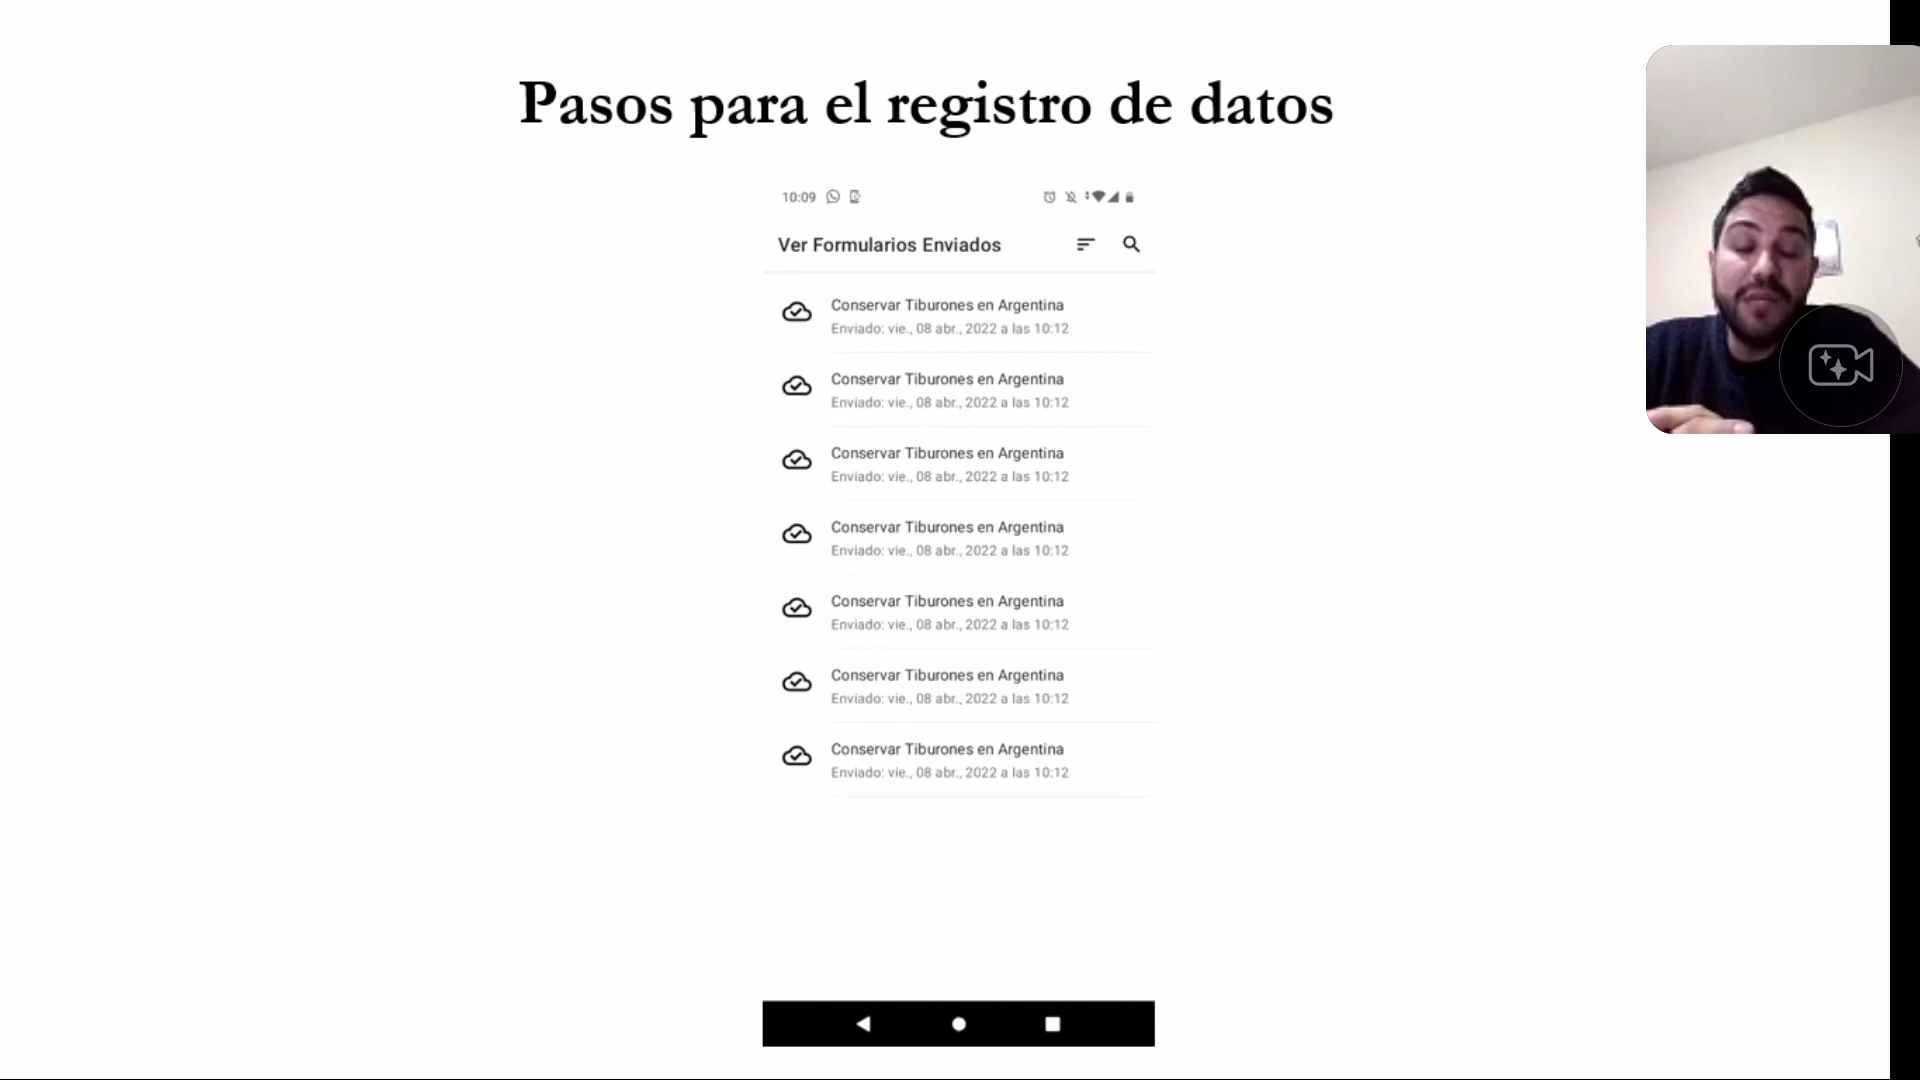 Pasos para el registro de datos
10:09
Ver Formularios Enviados
Conservar Tiburones en Argentina
Enviado: vie., 08 abr., 2022 a las 10:12
Conservar Tiburones en Argentina
Enviado: vie., 08 abr., 2022 a las 10:12
Conservar Tiburones en Argentina
Enviado: vie., 08 abr., 2022 a las 10:12
Conservar Tiburones en Argentina
Enviado: vie., 08 abr., 2022 a las 10:12
Conservar Tiburones en Argentina
Enviado: vie., 08 abr., 2022 a las 10:12
Conservar Tiburones en Argentina
Enviado: vie., 08 abr., 2022 a las 10:12
Conservar Tiburones en Argentina
Enviado: vie., 08 abr., 2022 a las 10:12